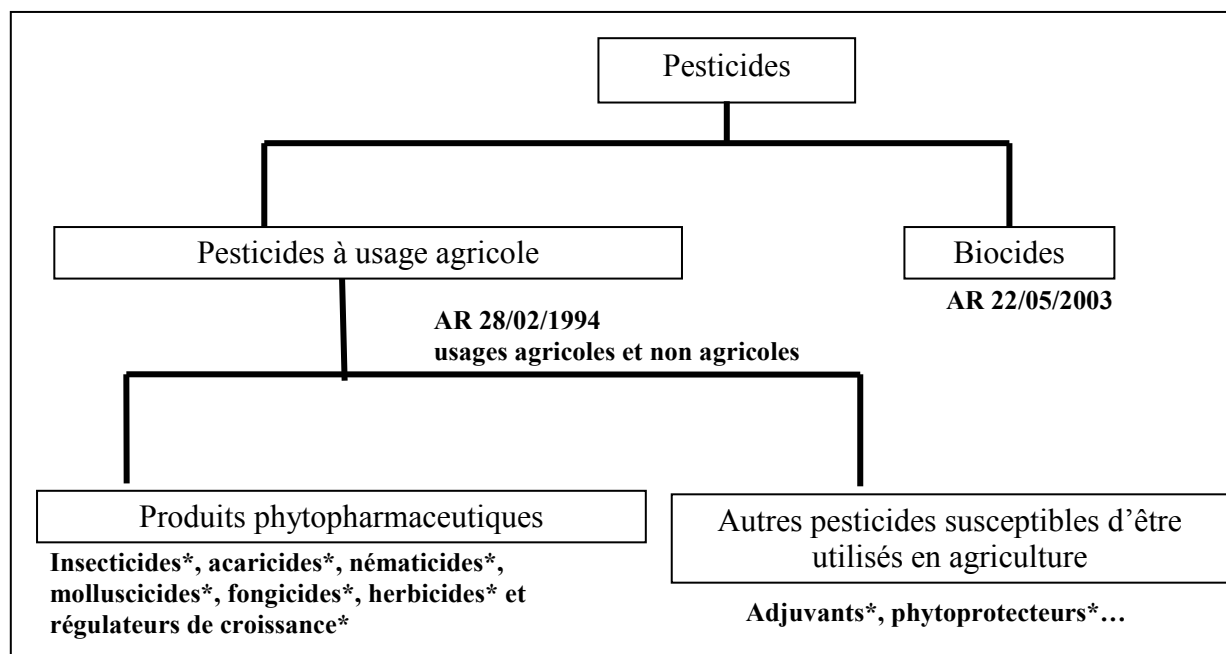 Pesticides
Pesticides à usage agricole
Biocides
AR 22/05/2003
AR 28/02/1994
usages agricoles et non agricoles
Produits phytopharmaceutiques
Insecticides*, acaricides*, nématicides*,
molluscicides*, fongicides*, herbicides* et
régulateurs de croissance*
Autres pesticides susceptibles d’être
utilisés en agriculture
Adjuvants*, phytoprotecteurs*…